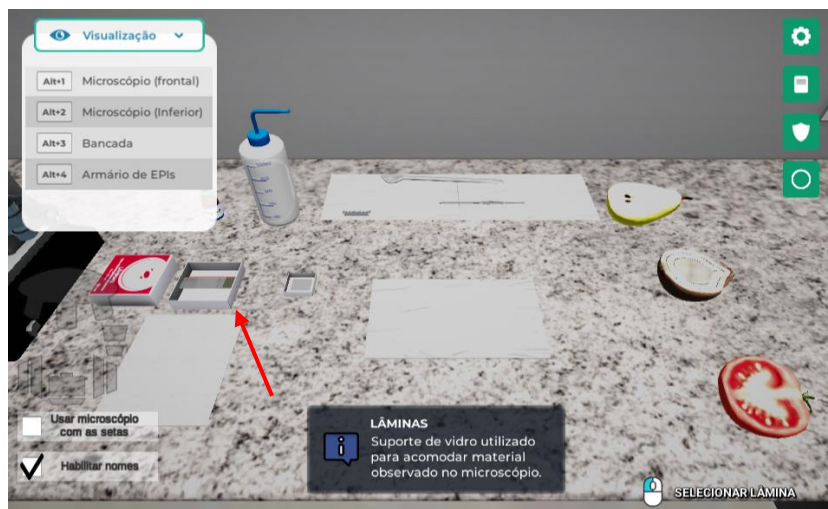 Visualização
Alt+1 Microscópio (frontal)
Alt+2 Microscópio (Inferior)
Alt+3 Bancada
Alt+4 Armário de EPIs
Usar microscópio
com as setas
Habilitar nomes
LÂMINAS
Suporte de vidro utilizado
para acomodar material
observado no microscópio.
SELECIONAR LÂMINA